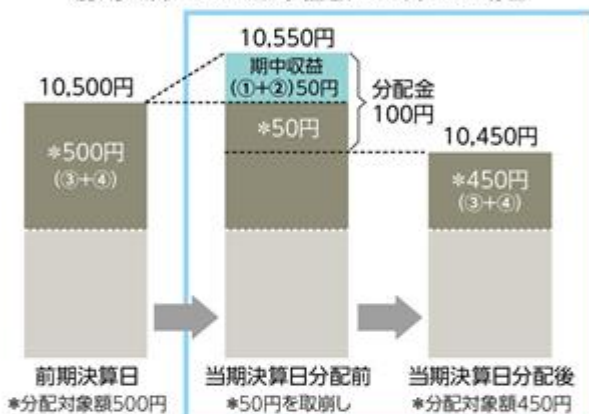 10,550円
期中収益
(①+②)50円
10,500円
分配金
100円
*50円
10,450円
*500円
(③+④)
*450円
(③+④)
前期決算日
当期決算日分配前
当期決算日分配後
*分配対象額500円
*50円を取崩し
*分配対象額450円